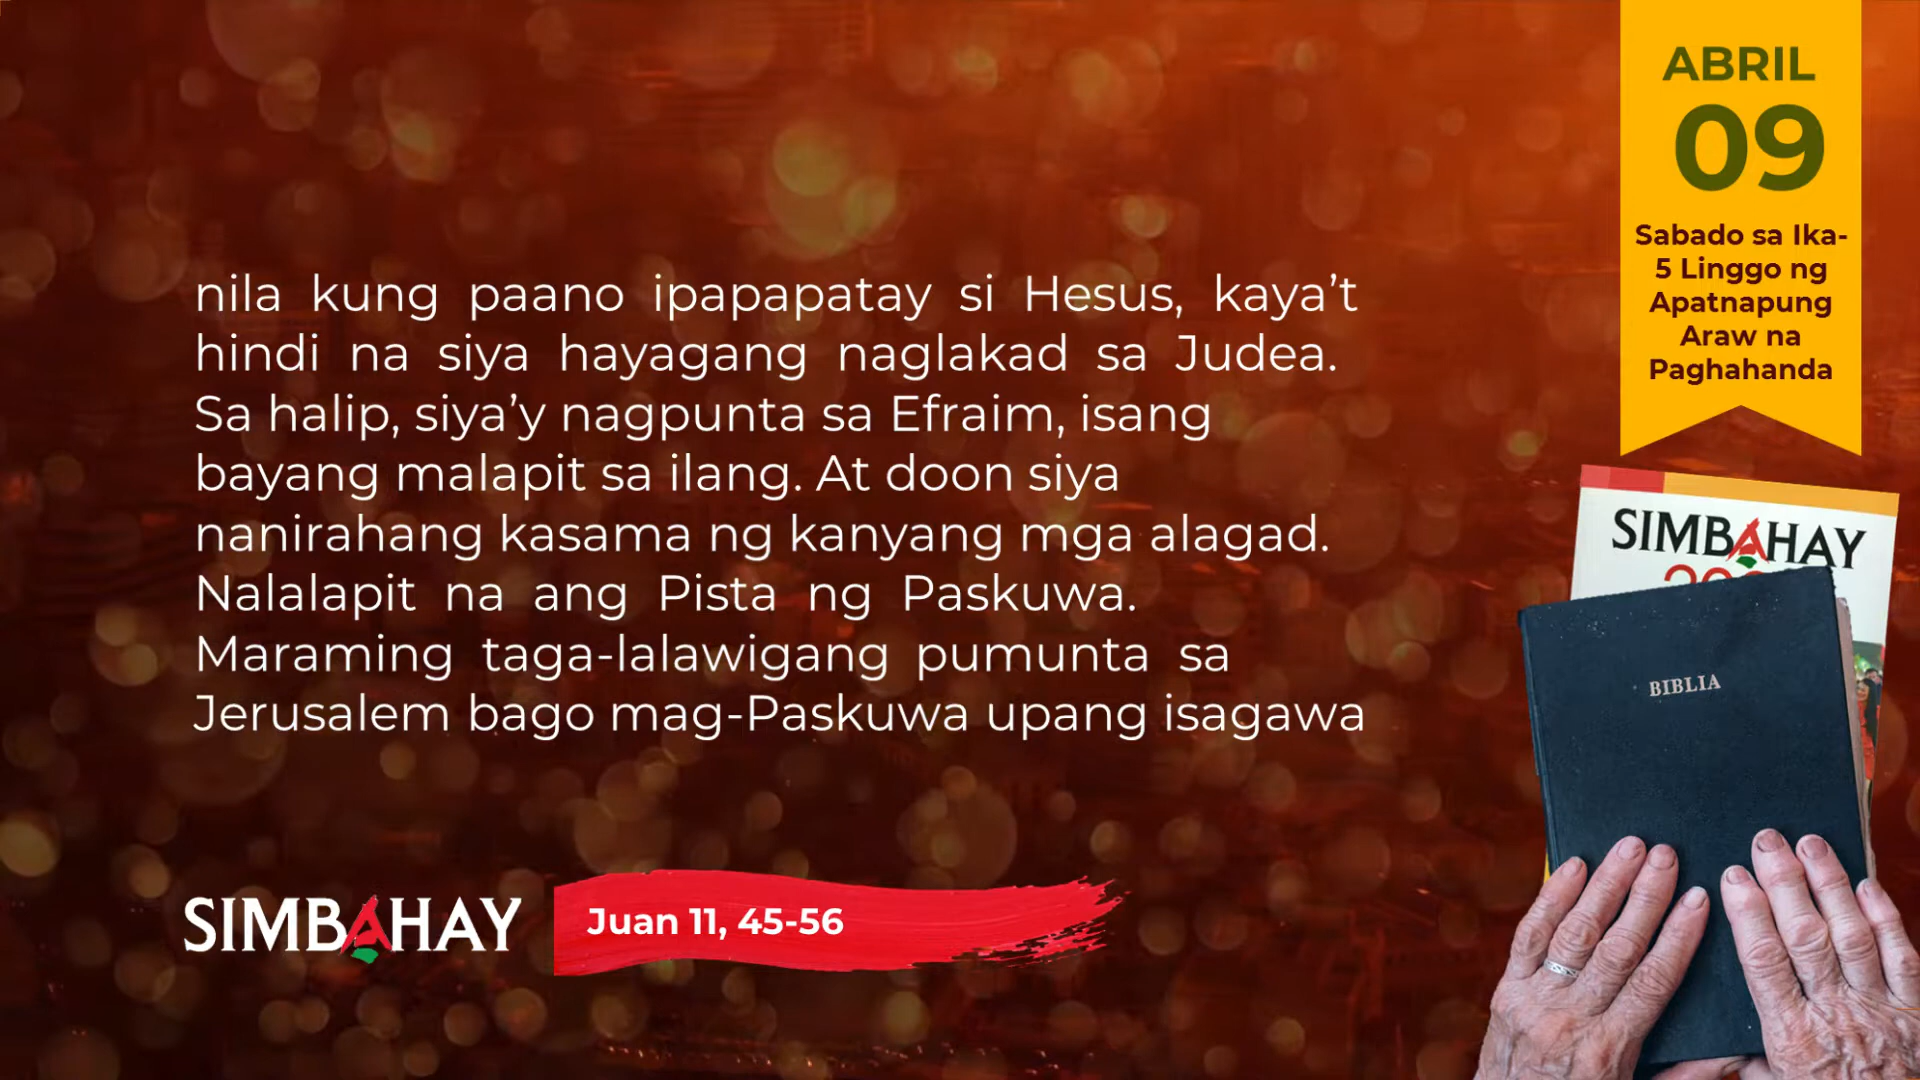 ABRIL
09
Sabado sa Ika-
5 Linggo ng
Apatnapung
Araw na
Paghahanda
nila kung paano ipapapatay si Hesus, kaya’t
hindi na siya hayagang naglakad sa Judea.
Sa halip, siya’y nagpunta sa Efraim, isang
bayang malapit sa ilang. At doon siya
nanirahang kasama ng kanyang mga alagad.
Nalalapit na ang Pista ng Paskuwa.
Maraming taga-lalawigang pumunta sa
Jerusalem bago mag-Paskuwa upang isagawa
SIMBAHAY
BIBLIA
SIMBAHAY
Juan 11, 45-56